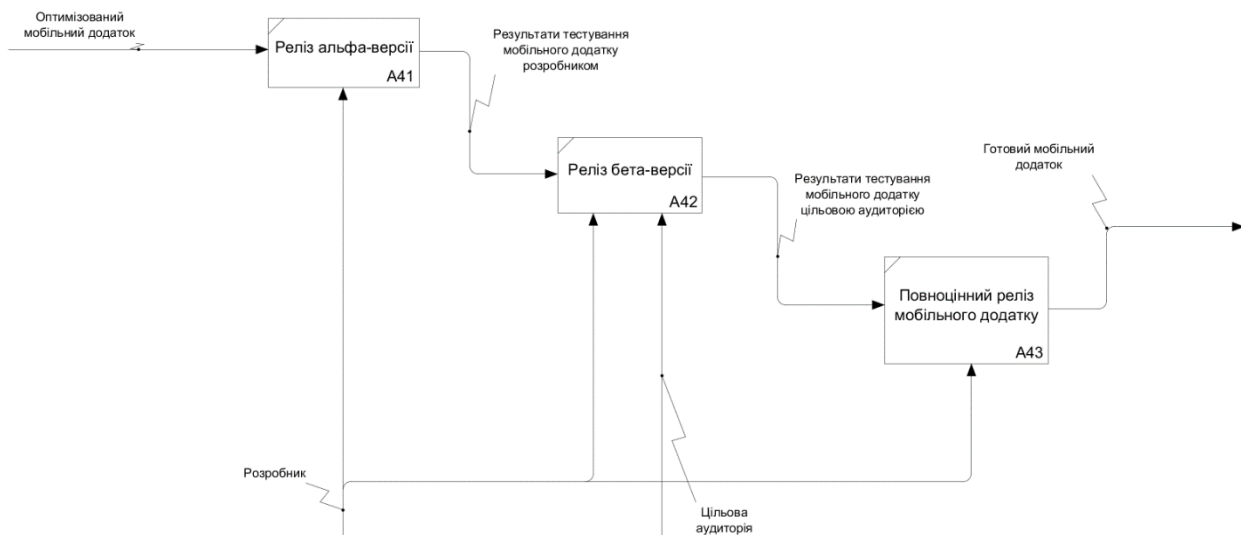 Оптимізований
мобільний додаток
Реліз альфа-версії
A41
Результати тестування
мобільного додатку
розробником
Реліз бета-версії
A42
Результати тестування
мобільного додатку
цільовою аудиторією
Готовий мобільний
додаток
Повноцінний реліз
мобільного додатку
A43
Розробник
Цільова
аудиторія